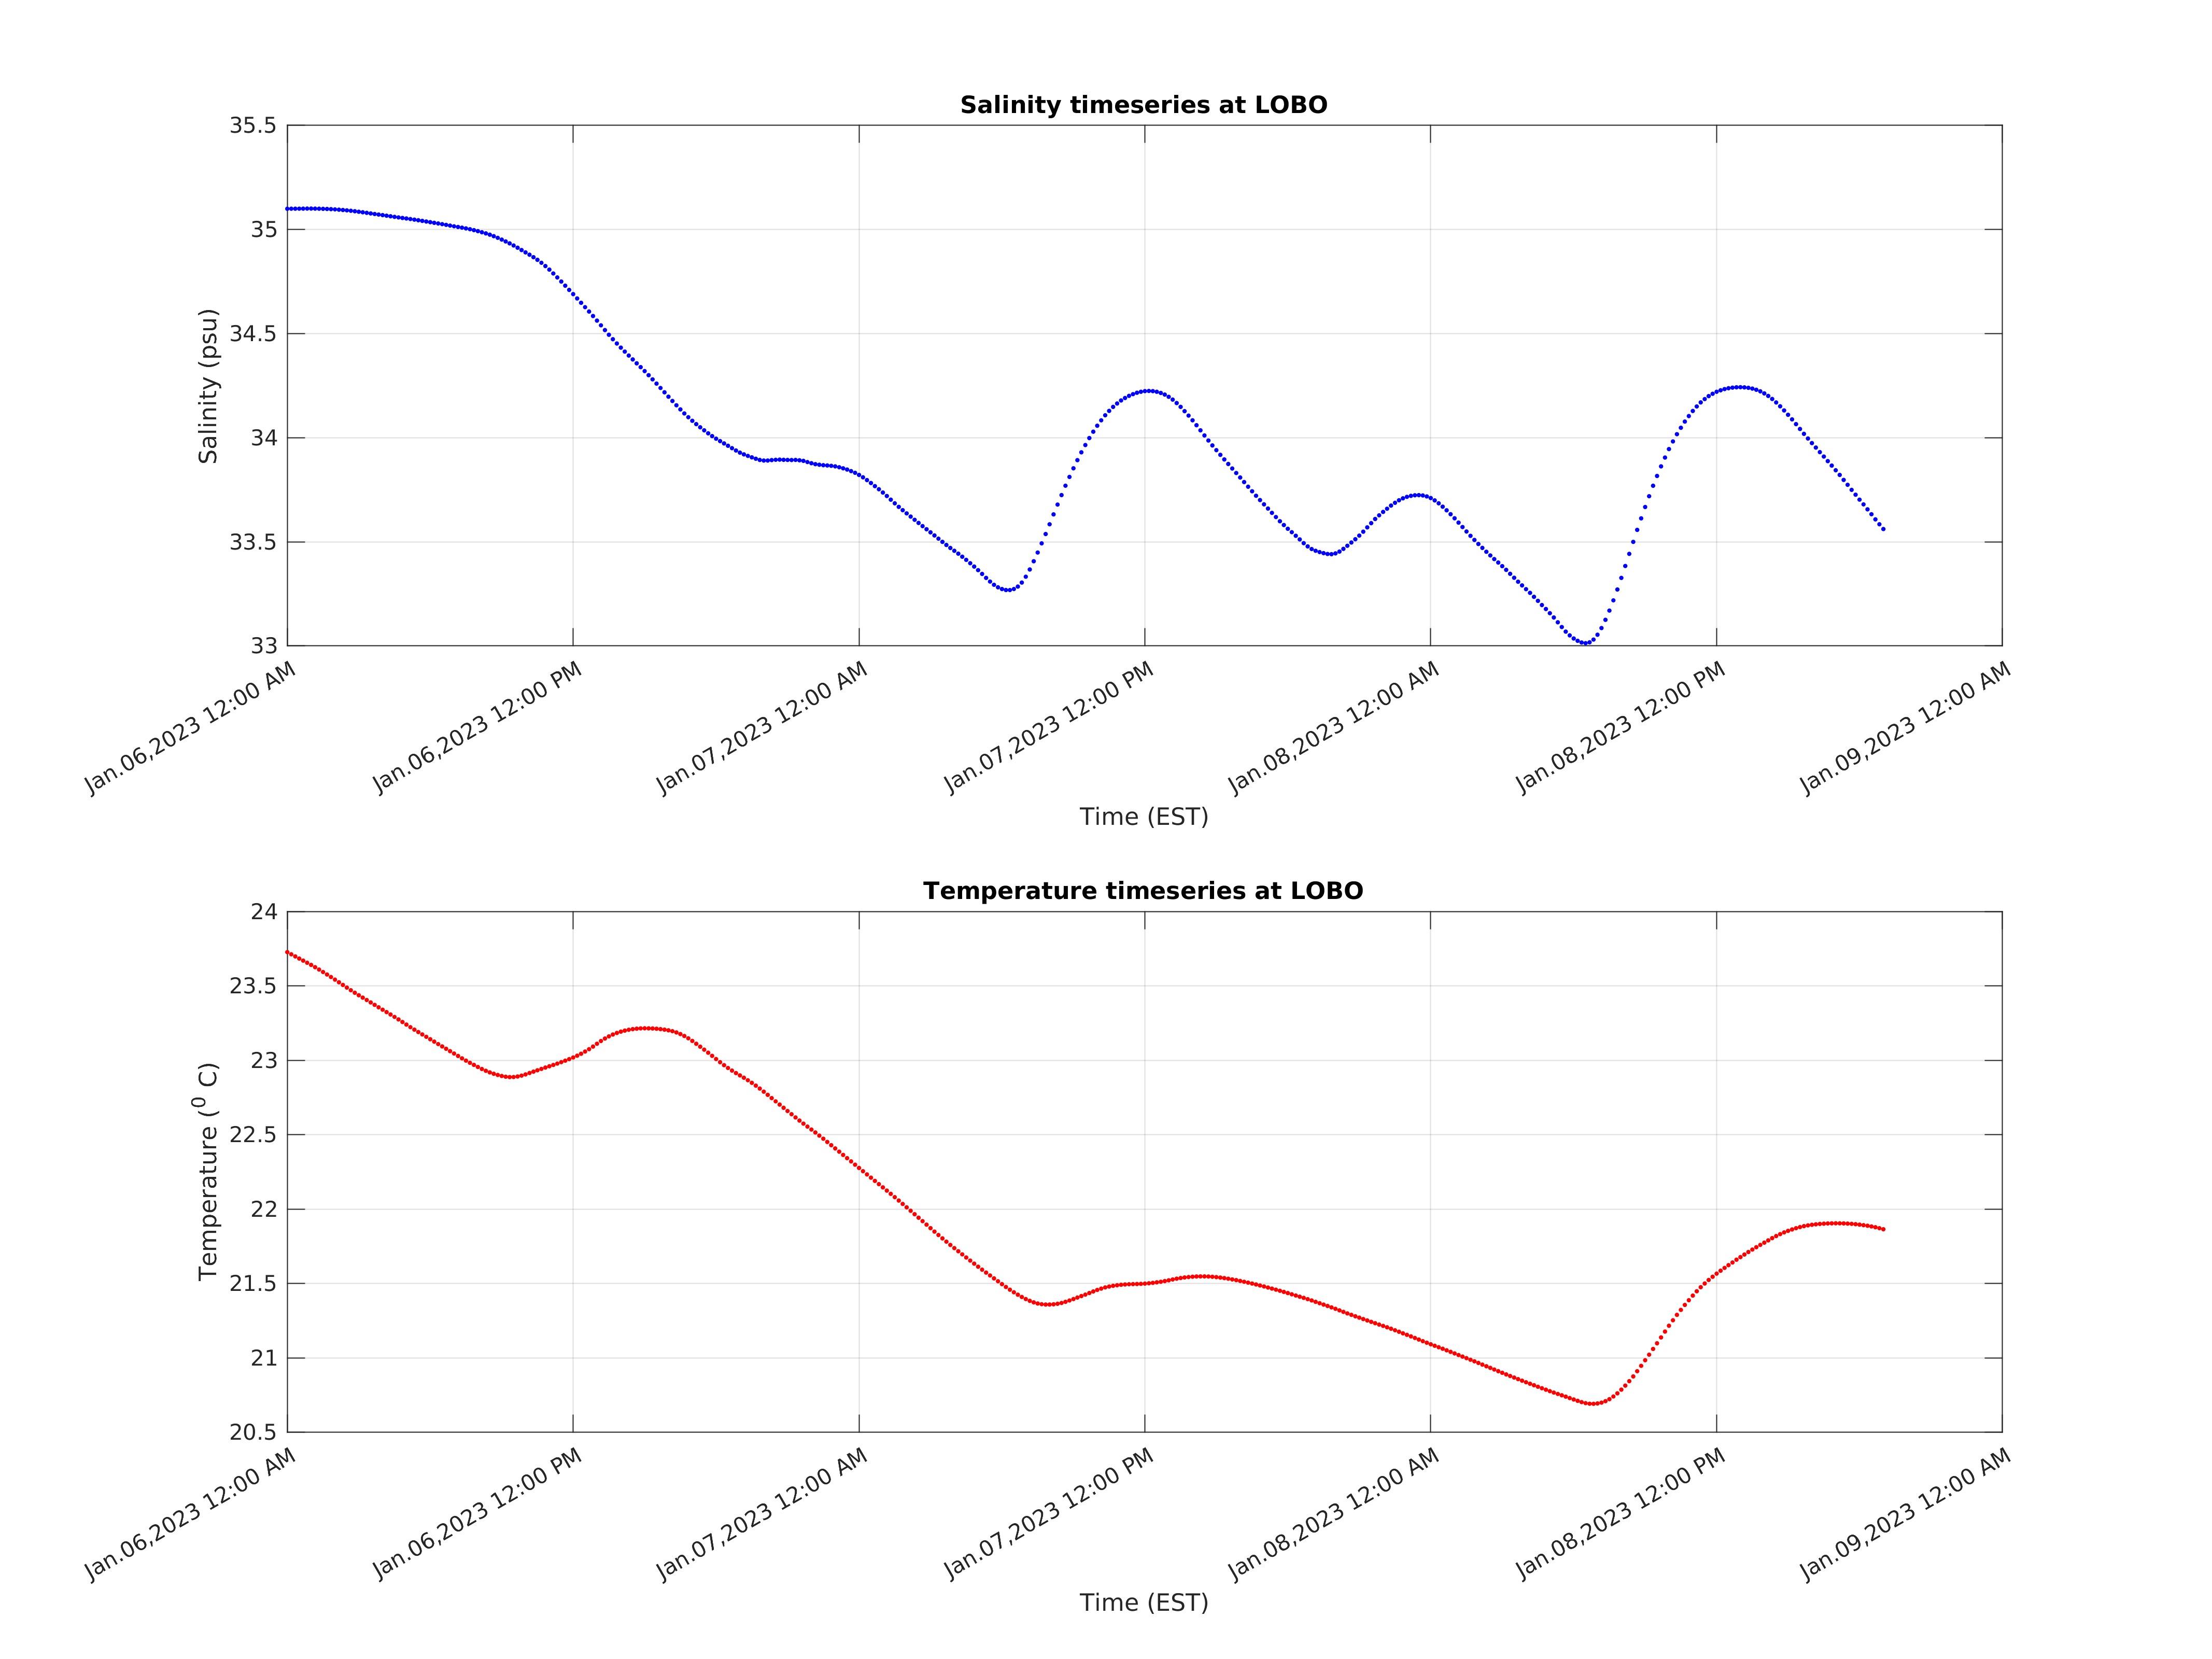 Salinity timeseries at LOBO
35.5
35
34.5
34
33.5
33
Salinity (psu)
Jan.06,2023 12:00 AM
Jan.06,2023 12:00 PM
Jan.07,2023 12:00 AM
Jan.07,2023 12:00 PM
Jan.08,2023 12:00 AM
Jan.08,2023 12:00 PM
Jan.09,2023 12:00 AM
Time (EST)
Temperature timeseries at LOBO
24
23.5
23
22.5
22
21.5
21
20.5
Temperature (⁰ C)
Jan.06,2023 12:00 AM
Jan.06,2023 12:00 PM
Jan.07,2023 12:00 AM
Jan.07,2023 12:00 PM
Jan.08,2023 12:00 AM
Jan.08,2023 12:00 PM
Jan.09,2023 12:00 AM
Time (EST)